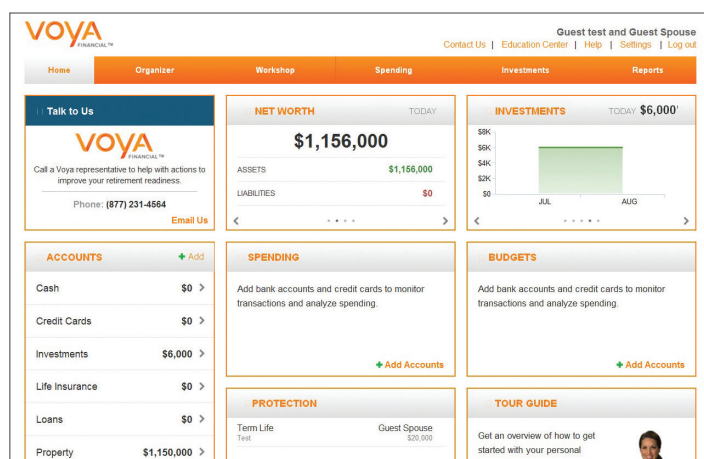 VOYA
FINANCIAL™
Guest test and Guest Spouse
Contact Us | Education Center | Help | Settings | Log out
Home Organizer Workshop Spending Investments Reports
Talk to Us
VOYA
FINANCIAL™
Call a Voya representative to help with actions to
improve your retirement readiness.
Phone: (877) 231-4564
Email Us
NET WORTH TODAY
$1,156,000
ASSETS $1,156,000
LIABILITIES $0
INVESTMENTS TODAY $6,000
$8K
$6K
$4K
$2K
$0
JUL AUG
ACCOUNTS + Add
Cash $0
Credit Cards $0
Investments $6,000
Life Insurance $0
Loans $0
Property $1,150,000
SPENDING
Add bank accounts and credit cards to monitor
transactions and analyze spending.
+ Add Accounts
BUDGETS
Add bank accounts and credit cards to monitor
transactions and analyze spending.
+ Add Accounts
PROTECTION
Term Life Guest Spouse
Test $20,000
TOUR GUIDE
Get an overview of how to get
started with your personal